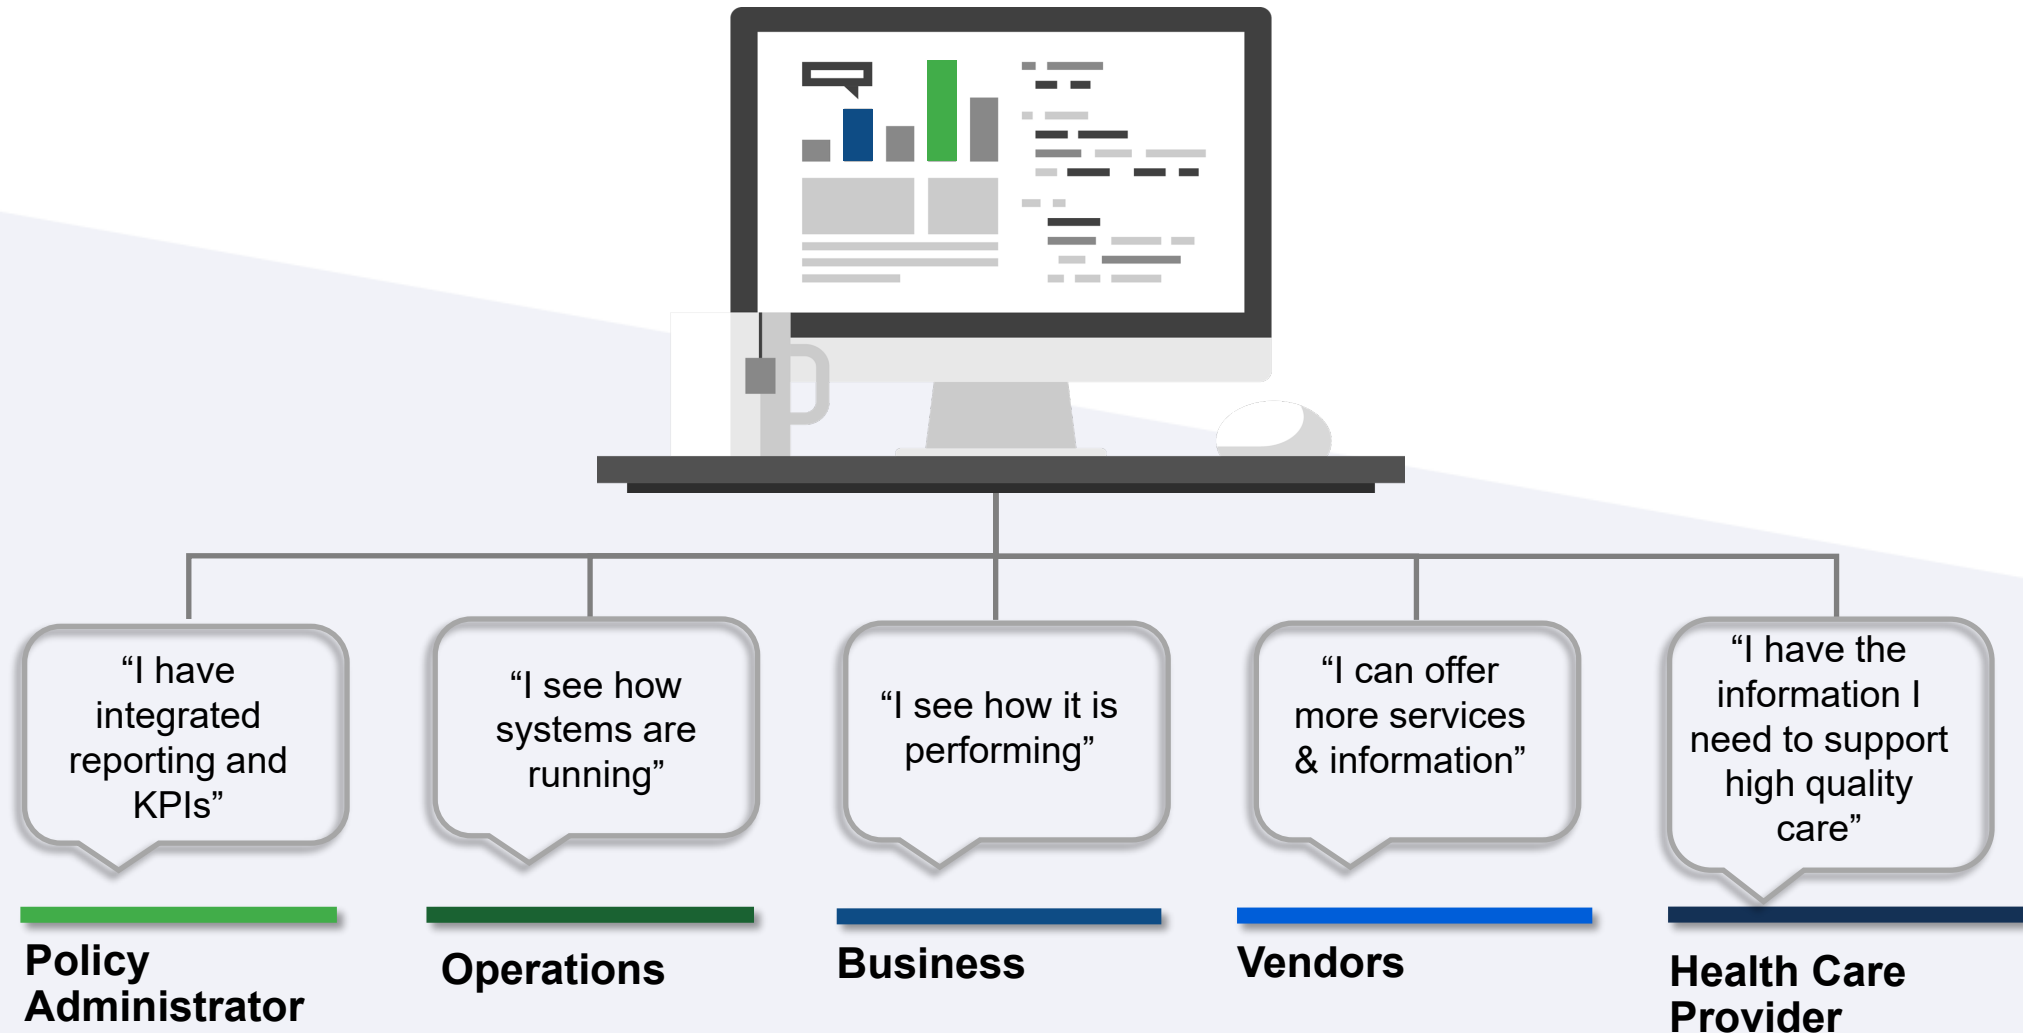 “I have
integrated
reporting and
KPIs”
“I see how
systems are
running”
“I see how it is
performing”
“I can offer
more services
& information”
“I have the
information I
need to support
high quality
care”
Policy
Administrator
Operations
Business
Vendors
Health Care
Provider